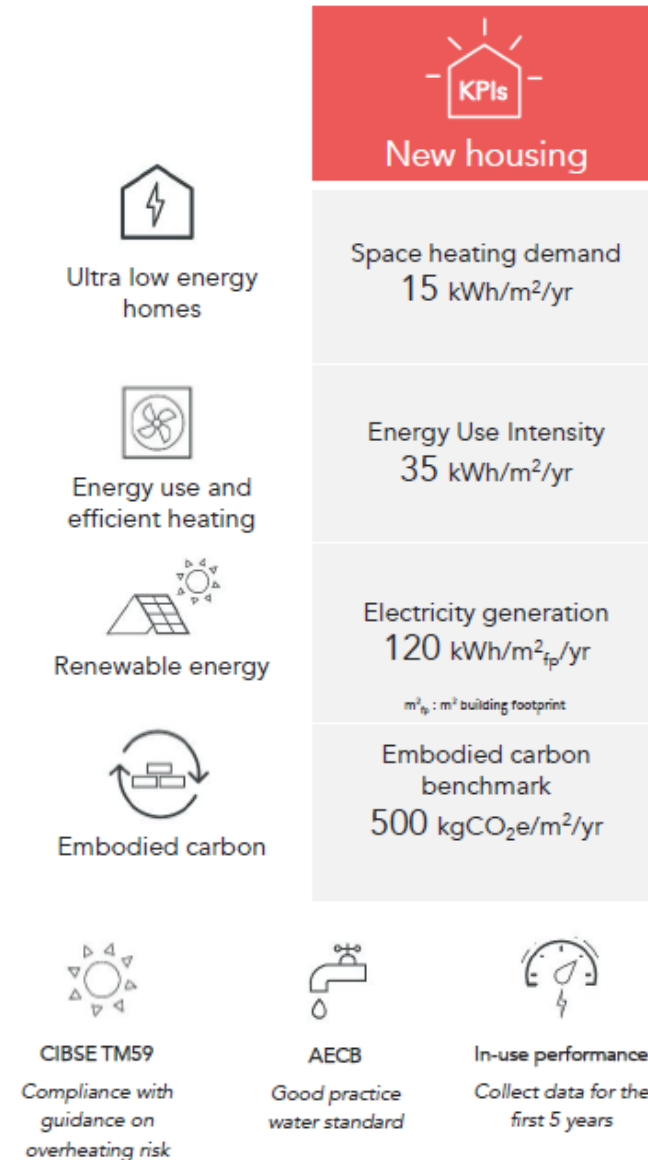 KPIs
New housing
Ultra low energy
homes
Space heating demand
15 kWh/m²/yr
Energy use and
efficient heating
Energy Use Intensity
35 kWh/m²/yr
Renewable energy
Electricity generation
120 kWh/m²fp/yr
m²fp : m² building footprint
Embodied carbon
Embodied carbon
benchmark
500 kgCO₂e/m²/yr
CIBSE TM59
Compliance with
guidance on
overheating risk
AECB
Good practice
water standard
In-use performance
Collect data for the
first 5 years